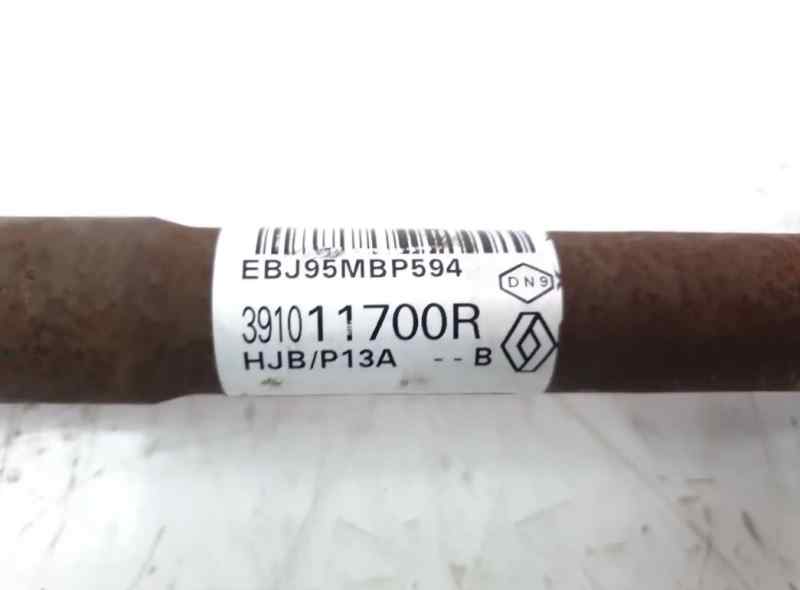 EBJ95MBP594
DN9
391011700R
HJB/P13A --B